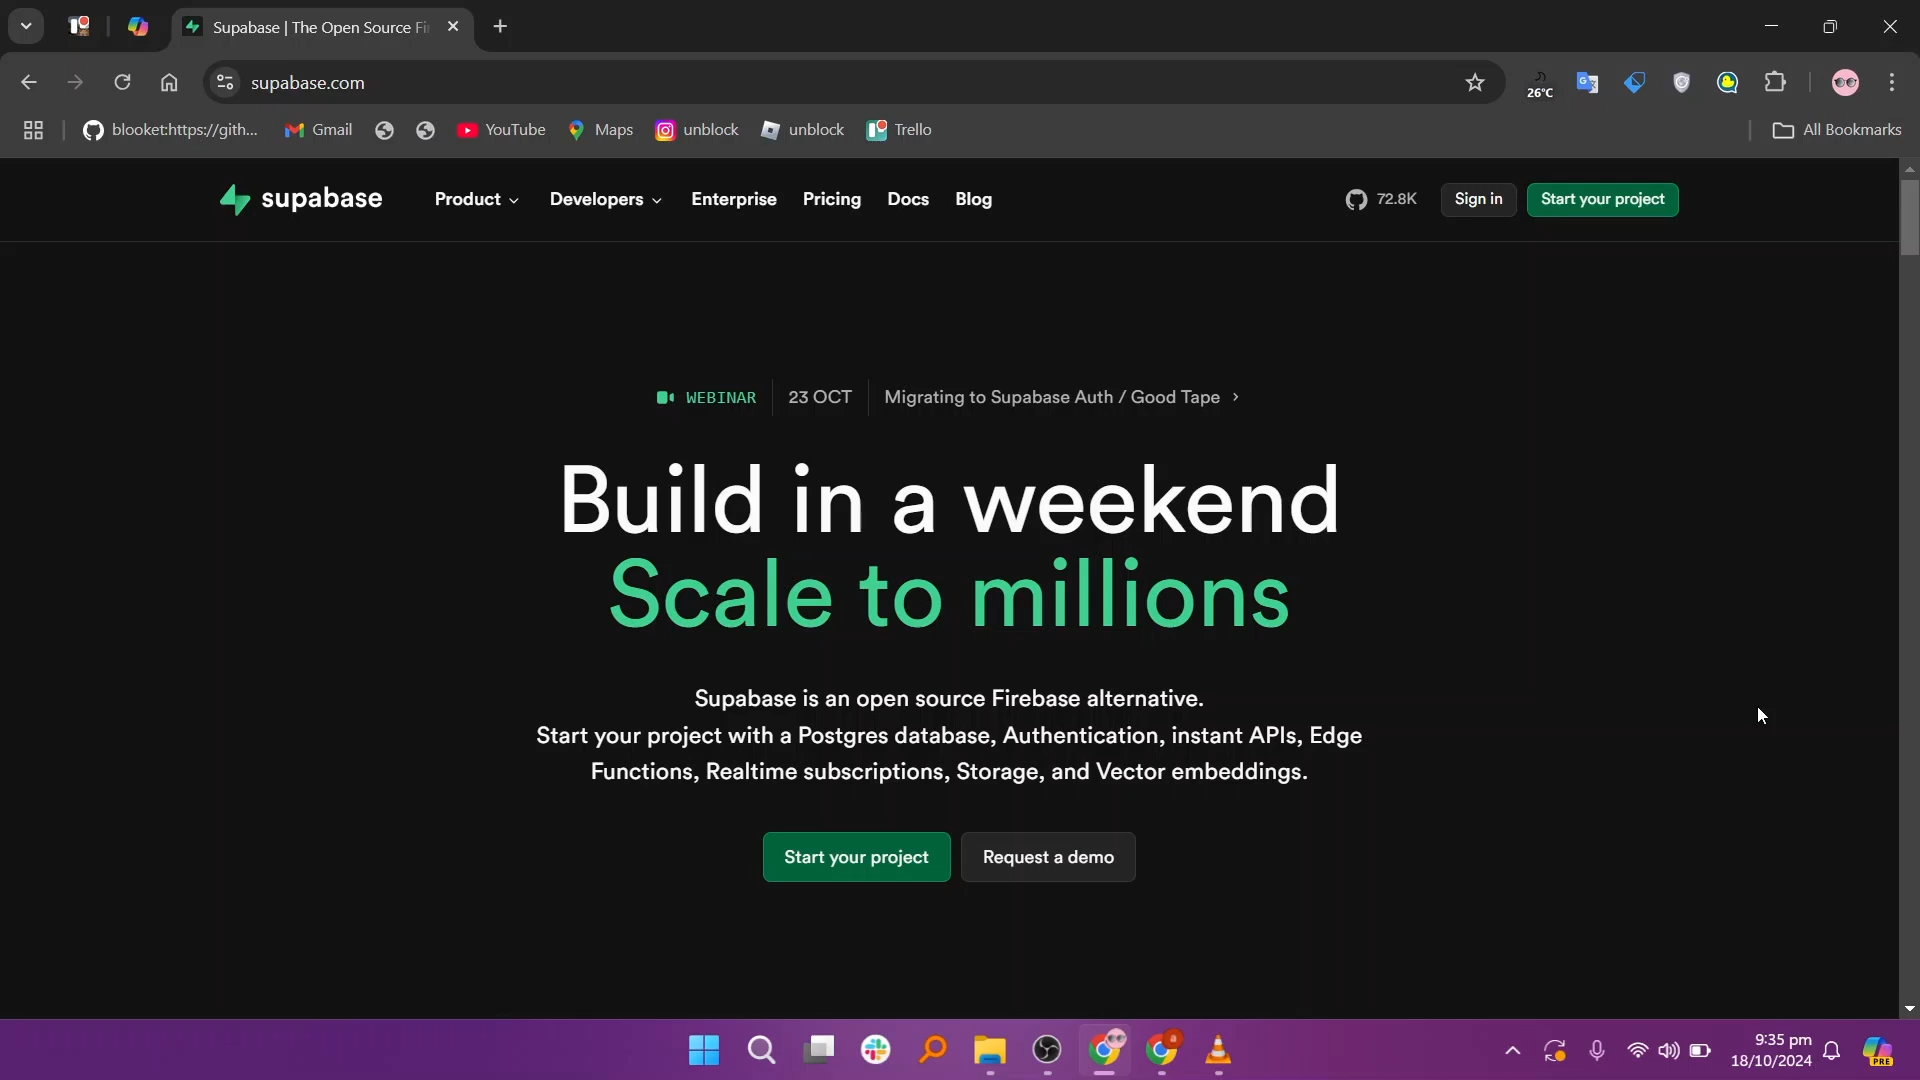 Supabase | The Open Source Fi
supabase.com
26°C
blooket:https://gith...
Gmail
YouTube
Maps
unblock
unblock
Trello
All Bookmarks
supabase
Product
Developers
Enterprise
Pricing
Docs
Blog
72.8K
Sign in
Start your project
WEBINAR
23 OCT
Migrating to Supabase Auth / Good Tape
Build in a weekend
Scale to millions
Supabase is an open source Firebase alternative.
Start your project with a Postgres database, Authentication, instant APIs, Edge
Functions, Realtime subscriptions, Storage, and Vector embeddings.
Start your project
Request a demo
9:35 pm
18/10/2024
PRE